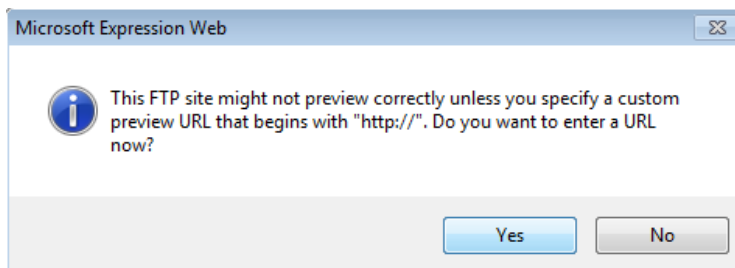 Microsoft Expression Web
This FTP site might not preview correctly unless you specify a custom
preview URL that begins with "http://". Do you want to enter a URL
now?
Yes No